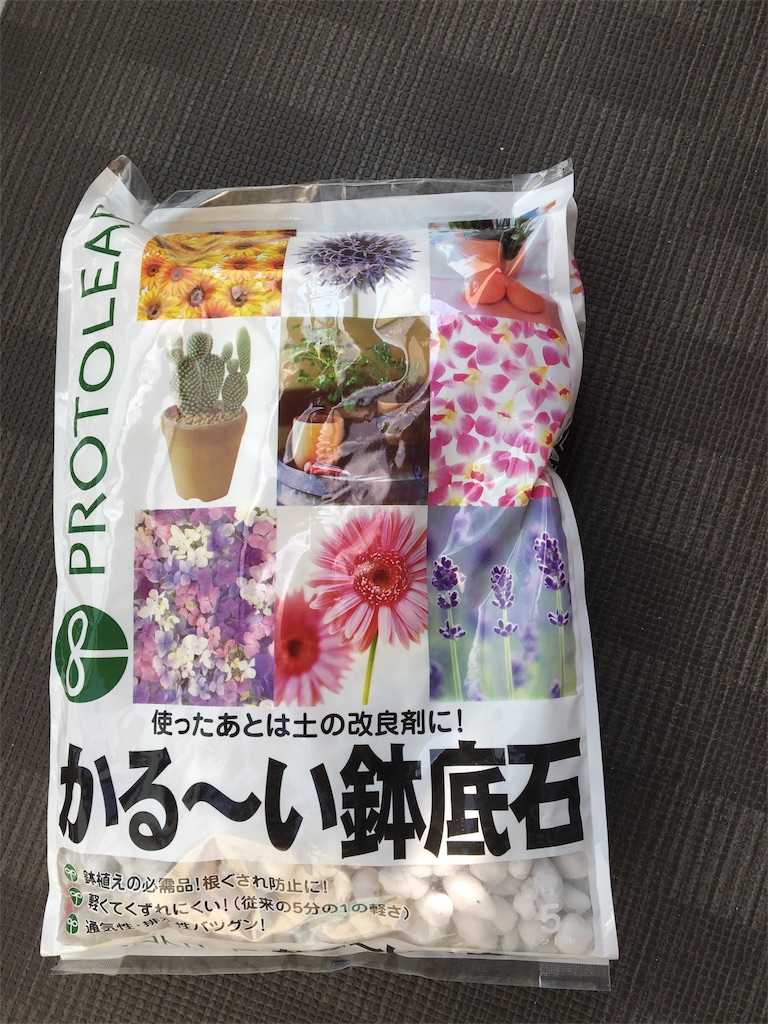 PROTOLEAF
使ったあとは土の改良剤に!
かる〜い鉢底石
鉢植えの必需品!根ぐされ防止に!
軽くてくずれにくい!(従来の5分の1の軽さ)
通気性・排水性バツグン!
5